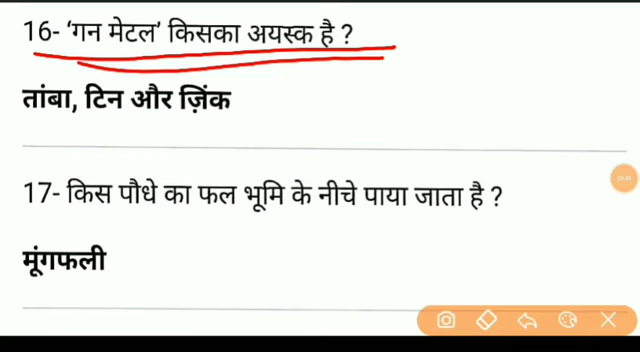 16- ‘गन मेटल’ किसका अयस्क है ?
तांबा, टिन और ज़िंक
17- किस पौधे का फल भूमि के नीचे पाया जाता है ?
मूंगफली